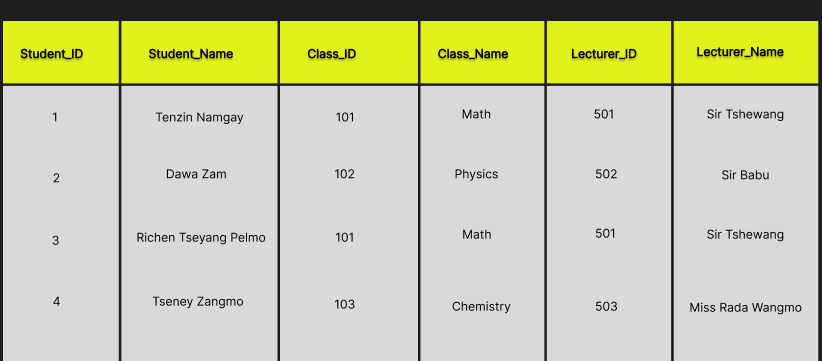 Student_ID Student_Name Class_ID Class_Name Lecturer_ID Lecturer_Name
1 Tenzin Namgay 101 Math 501 Sir Tshewang
2 Dawa Zam 102 Physics 502 Sir Babu
3 Richen Tseyang Pelmo 101 Math 501 Sir Tshewang
4 Tseney Zangmo 103 Chemistry 503 Miss Rada Wangmo